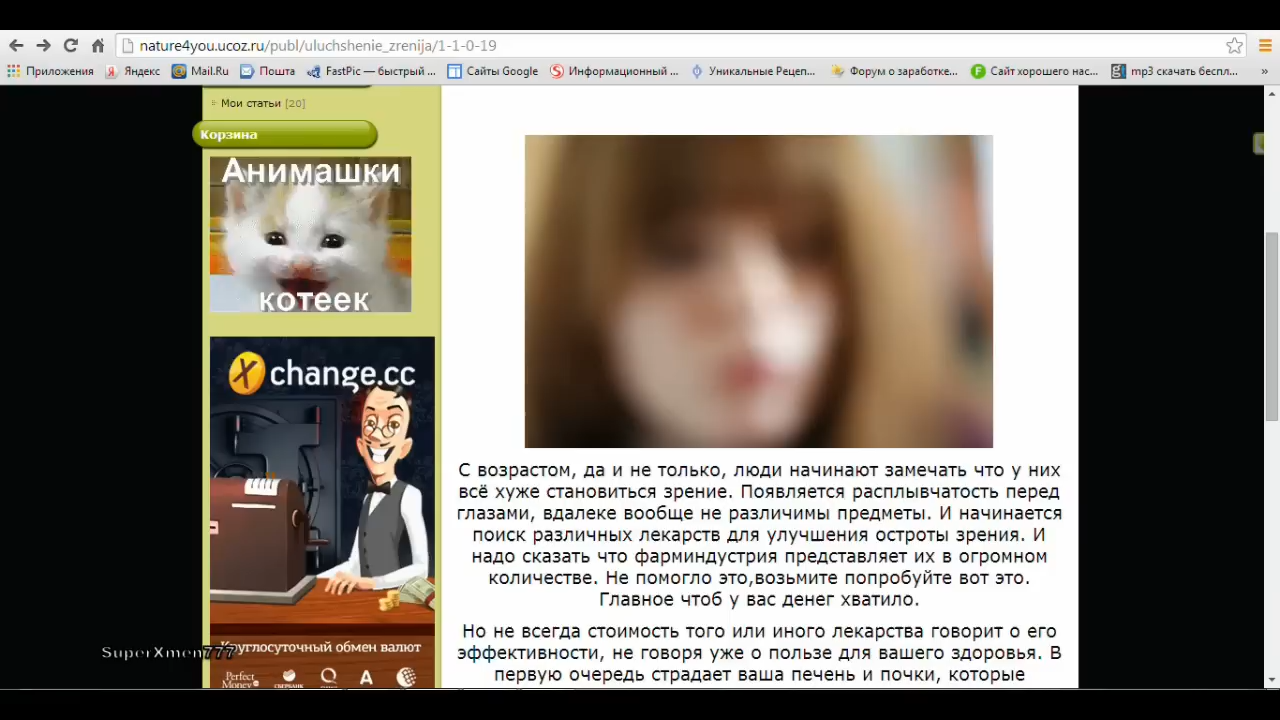 nature4you.ucoz.ru/publ/uluchshenie_zrenija/1-1-0-19
Приложения Яндекс Mail.Ru Почта FastPic — быстрый ... Сайты Google Информационный ... Уникальные Рецеп... Форум о заработке... Сайт хорошего нас... mp3 скачать беспл... »
Мои статьи [20]
Корзина
Анимашки
котеек
Xchange.cc
С возрастом, да и не только, люди начинают замечать что у них
всё хуже становиться зрение. Появляется расплывчатость перед
глазами, вдалеке вообще не различимы предметы. И начинается
поиск различных лекарств для улучшения остроты зрения. И
надо сказать что фарминдустрия представляет их в огромном
количестве. Не помогло это,возьмите попробуйте вот это.
Главное чтоб у вас денег хватило.
Но не всегда стоимость того или иного лекарства говорит о его
эффективности, не говоря уже о пользе для вашего здоровья. В
первую очередь страдает ваша печень и почки, которые
Круглосуточный обмен валют
SuperXmen777
Perfect Money СБЕРБАНК